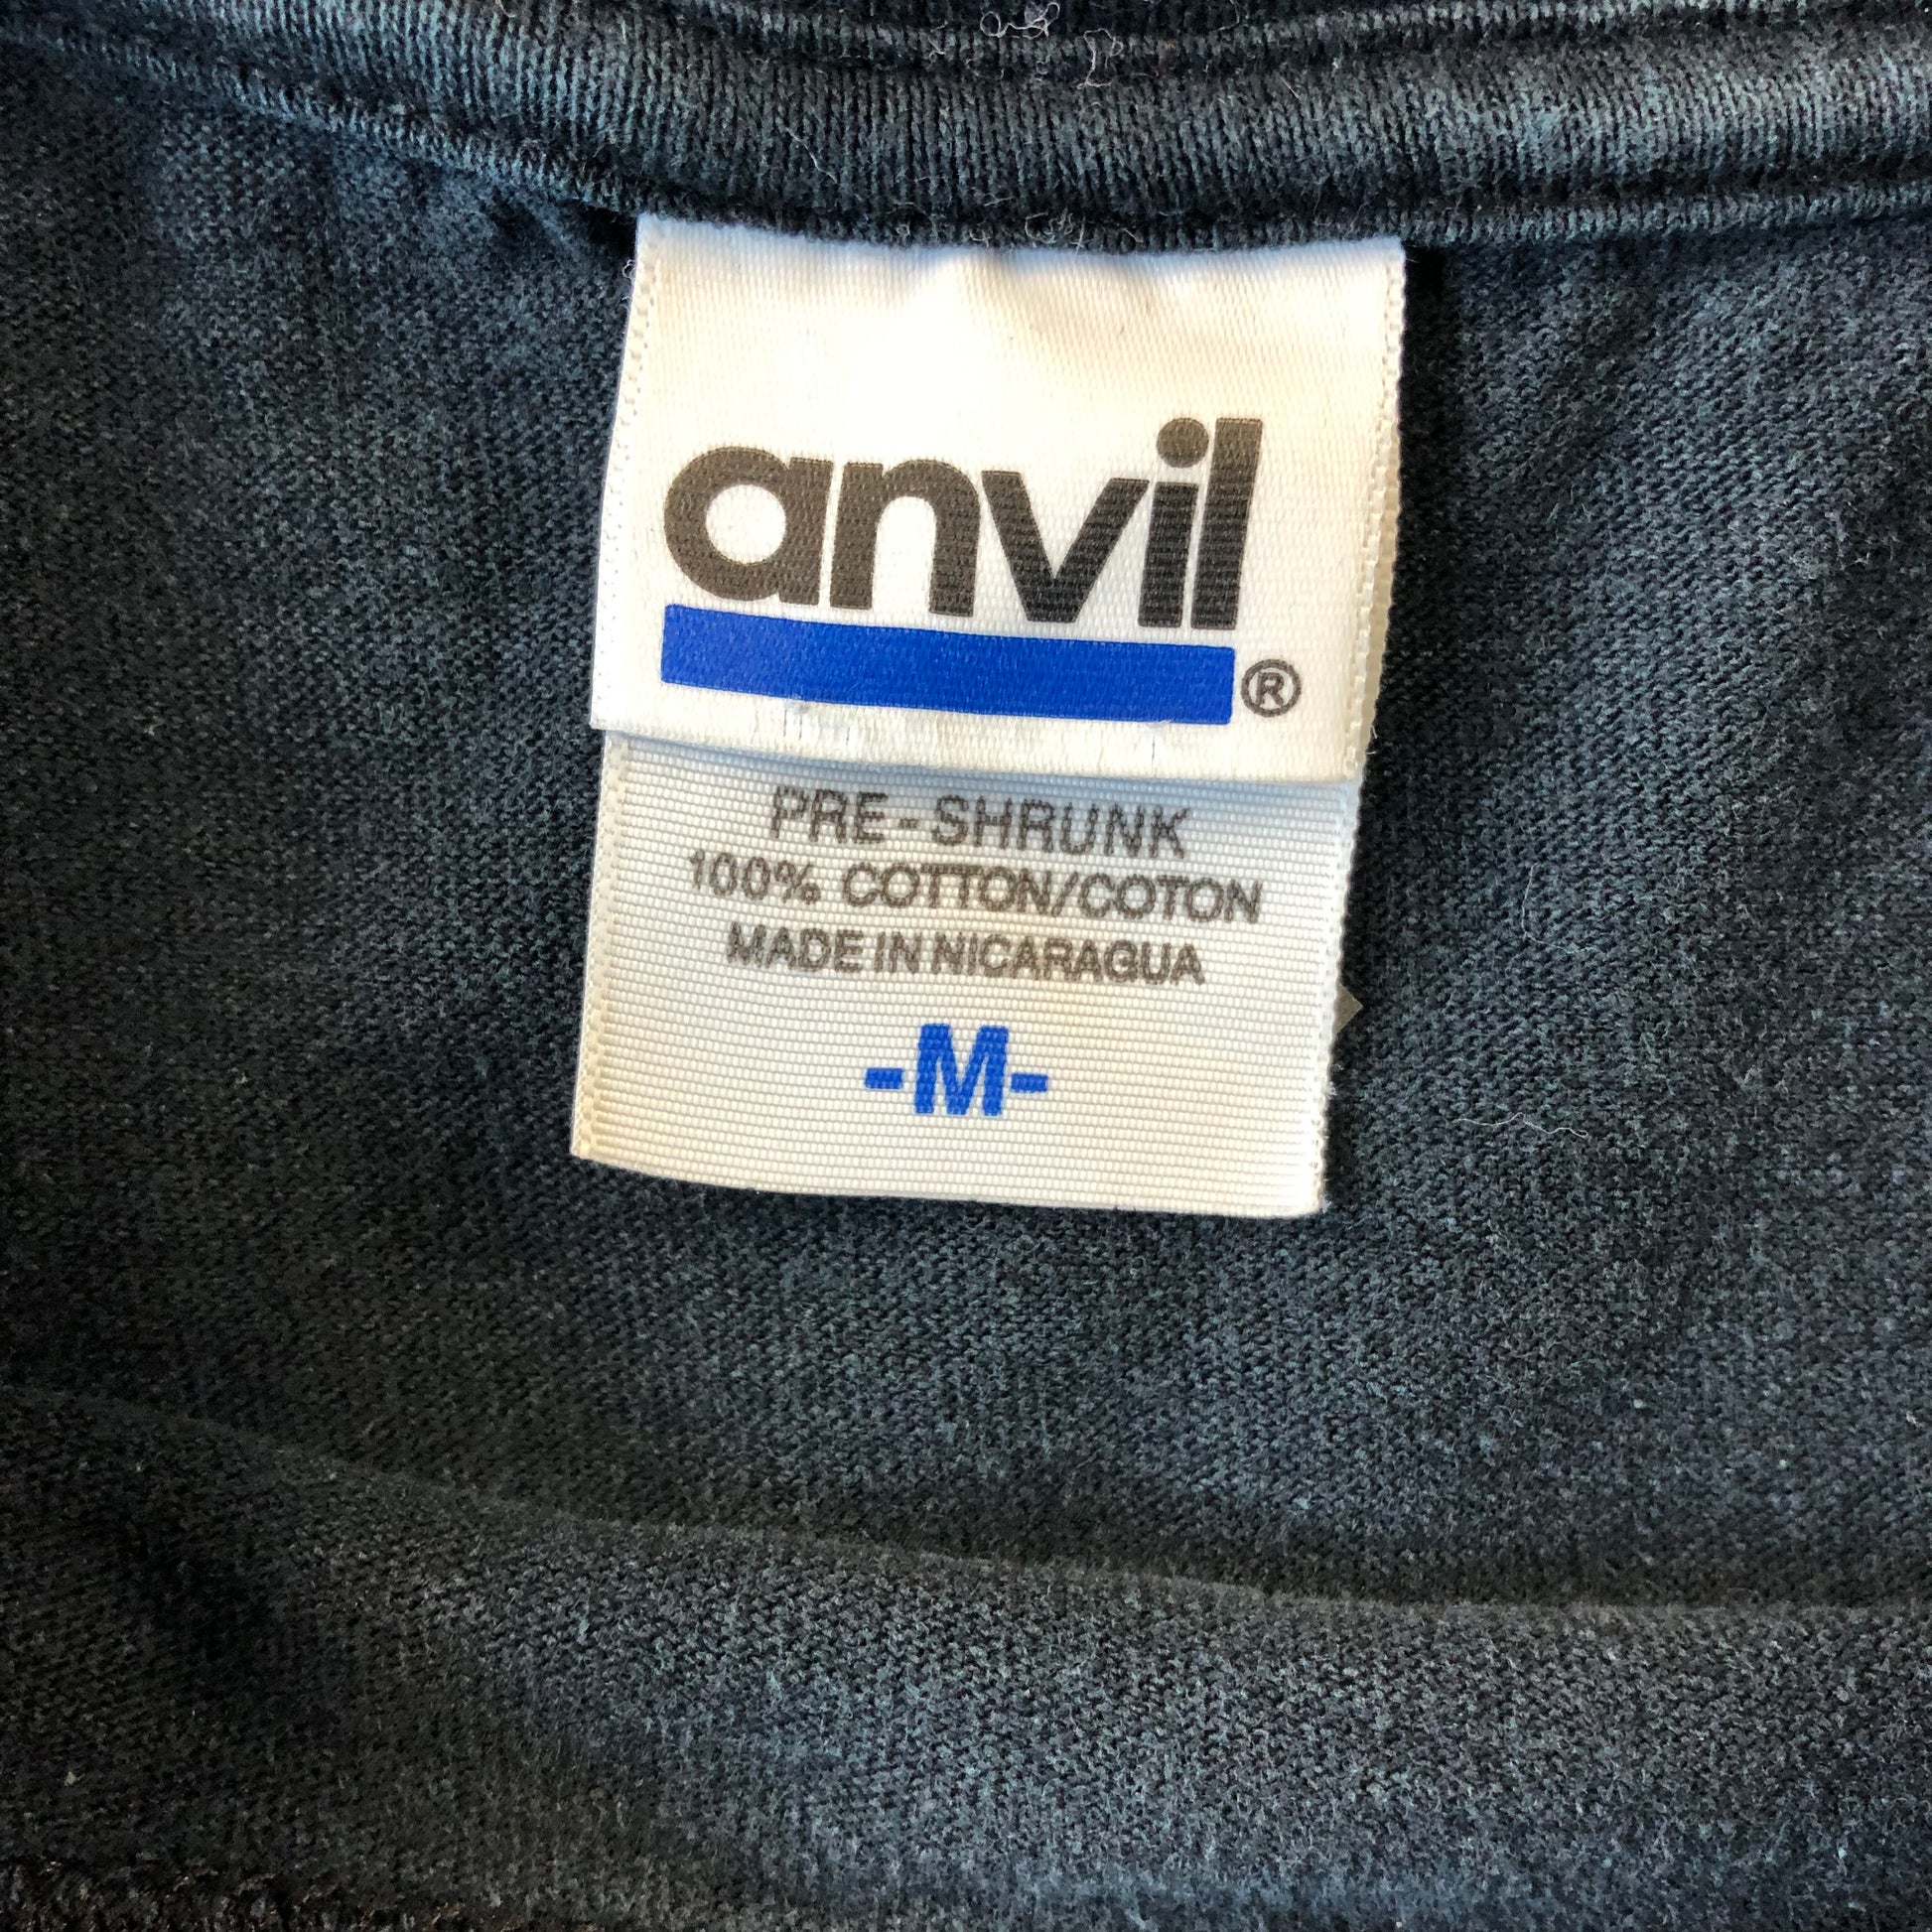 anvil
®
PRE-SHRUNK
100% COTTON/COTON
MADE IN NICARAGUA
-M-